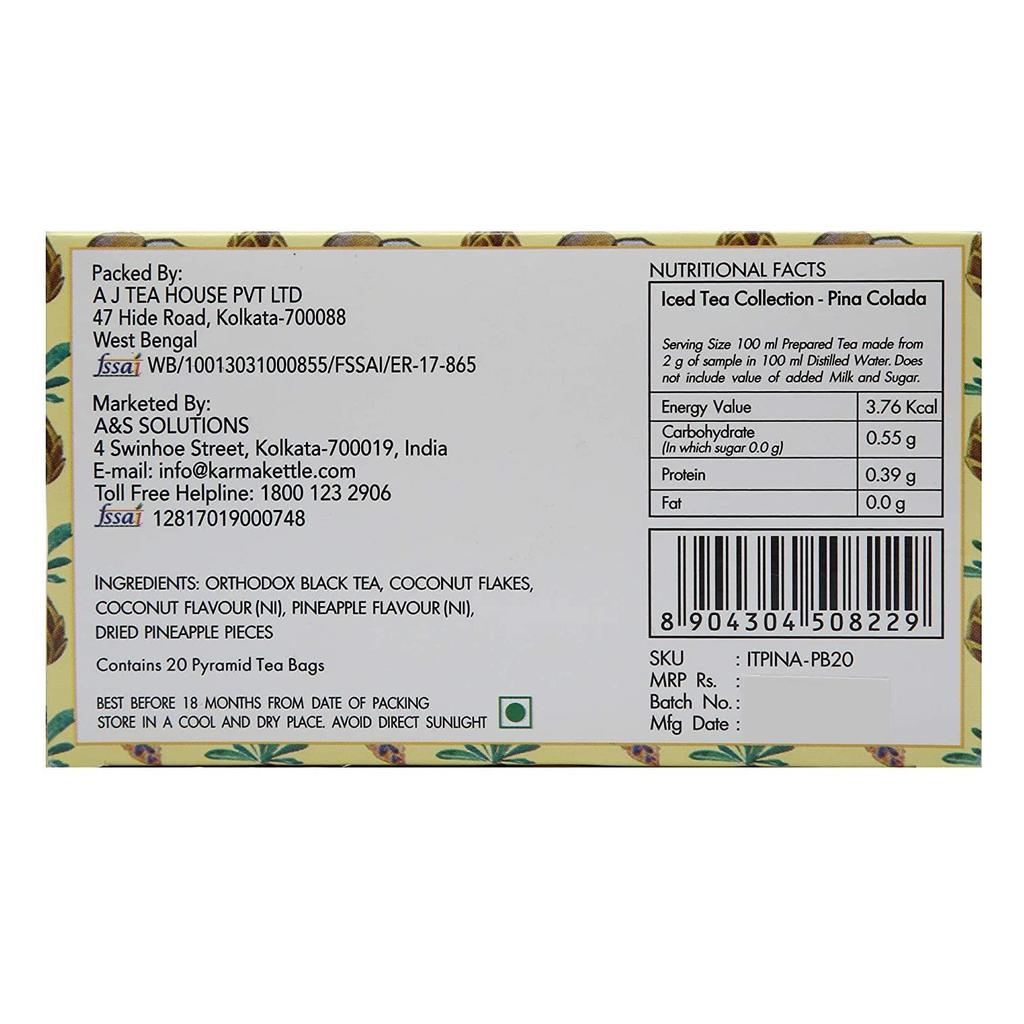 Packed By:
A J TEA HOUSE PVT LTD
47 Hide Road, Kolkata-700088
West Bengal
fssai WB/10013031000855/FSSAI/ER-17-865
Marketed By:
A&S SOLUTIONS
4 Swinhoe Street, Kolkata-700019, India
E-mail: info@karmakettle.com
Toll Free Helpline: 1800 123 2906
fssai 12817019000748
INGREDIENTS: ORTHODOX BLACK TEA, COCONUT FLAKES,
COCONUT FLAVOUR (NI), PINEAPPLE FLAVOUR (NI),
DRIED PINEAPPLE PIECES
Contains 20 Pyramid Tea Bags
BEST BEFORE 18 MONTHS FROM DATE OF PACKING
STORE IN A COOL AND DRY PLACE. AVOID DIRECT SUNLIGHT
NUTRITIONAL FACTS
Iced Tea Collection - Pina Colada
Serving Size 100 ml Prepared Tea made from
2 g of sample in 100 ml Distilled Water. Does
not include value of added Milk and Sugar.
Energy Value 3.76 Kcal
Carbohydrate 0.55 g
(In which sugar 0.0 g)
Protein 0.39 g
Fat 0.0 g
8 904304 508229
SKU : ITPINA-PB20
MRP Rs. :
Batch No. :
Mfg Date :